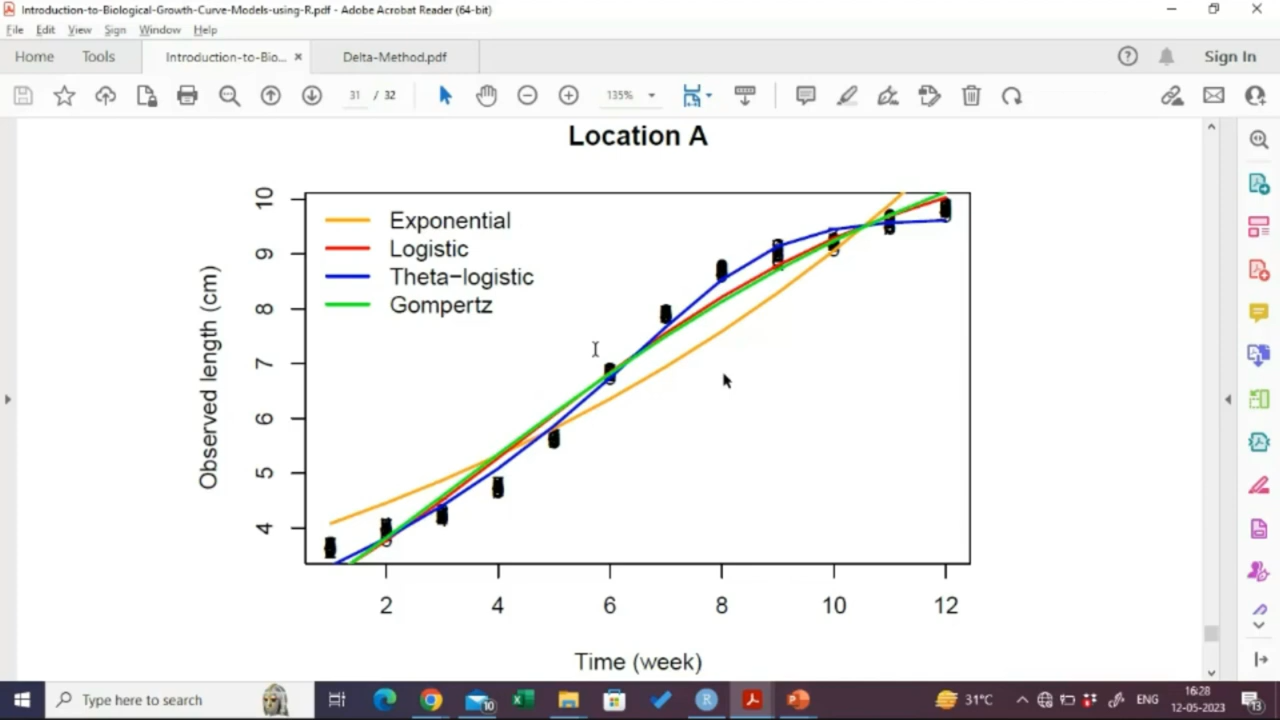 Introduction-to-Biological-Growth-Curve-Models-using-R.pdf - Adobe Acrobat Reader (64-bit)
File Edit View Sign Window Help
Home Tools Introduction-to-Bio... × Delta-Method.pdf Sign In
31 / 32 135%
Location A
Exponential
Logistic
Theta-logistic
Gompertz
Observed length (cm)
10
9
8
7
6
5
4
2 4 6 8 10 12
Time (week)
Type here to search
10
31°C
ENG
16:28
12-05-2023
13